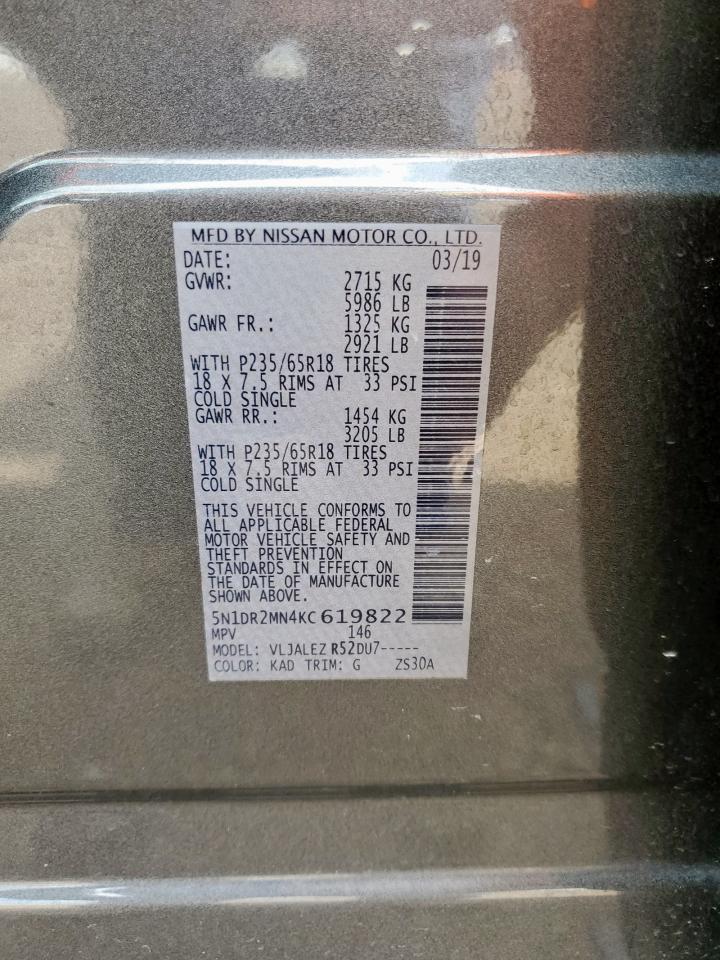 MFD BY NISSAN MOTOR CO., LTD.
DATE: 03/19
GVWR: 2715 KG
5986 LB
GAWR FR.: 1325 KG
2921 LB
WITH P235/65R18 TIRES
18 X 7.5 RIMS AT 33 PSI
COLD SINGLE
GAWR RR.: 1454 KG
3205 LB
WITH P235/65R18 TIRES
18 X 7.5 RIMS AT 33 PSI
COLD SINGLE
THIS VEHICLE CONFORMS TO
ALL APPLICABLE FEDERAL
MOTOR VEHICLE SAFETY AND
THEFT PREVENTION
STANDARDS IN EFFECT ON
THE DATE OF MANUFACTURE
SHOWN ABOVE.
5N1DR2MN4KC619822
MPV 146
MODEL: VLJALEZ R52DU7-----
COLOR: KAD TRIM: G ZS30A